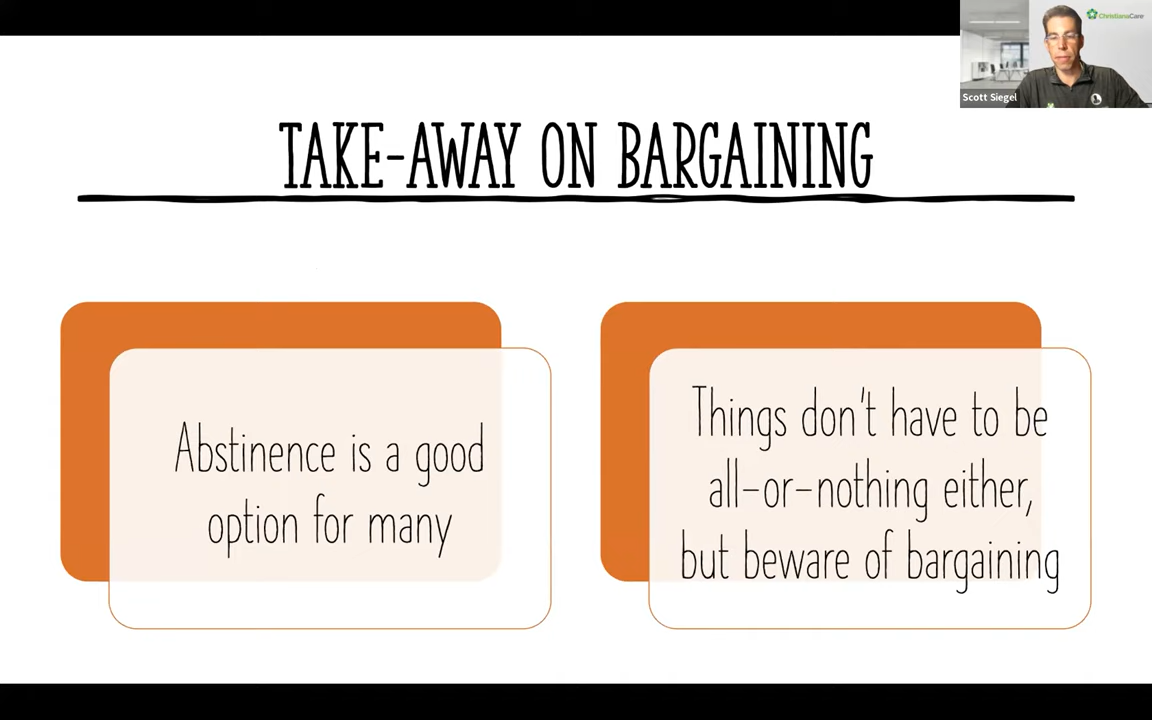 ChristianaCare
Scott Siegel
TAKE-AWAY ON BARGAINING
Abstinence is a good
option for many
Things don't have to be
all-or-nothing either,
but beware of bargaining